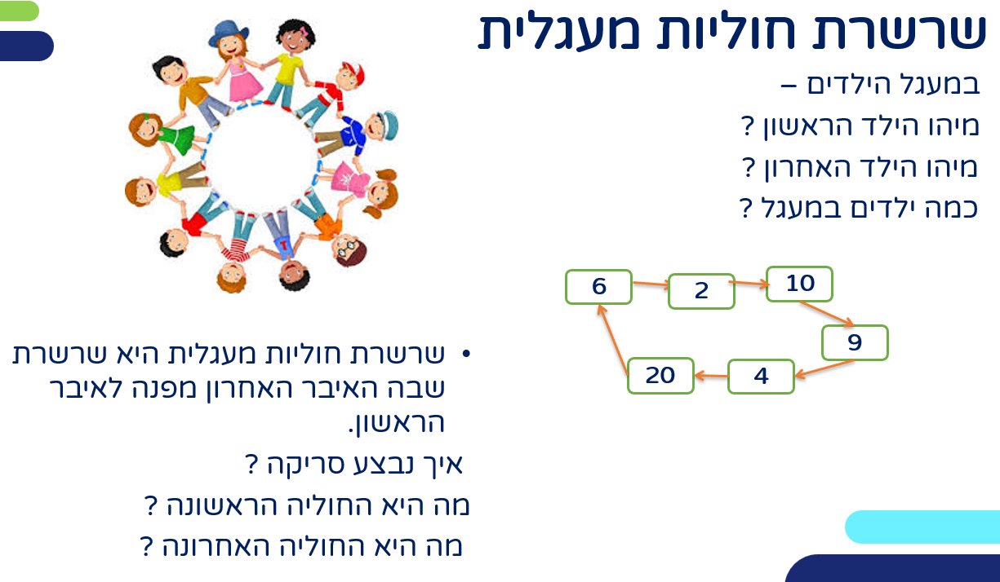 שרשרת חוליות מעגלית
במעגל הילדים –
מיהו הילד הראשון ?
מיהו הילד האחרון ?
כמה ילדים במעגל ?
6
2
10
9
4
20
• שרשרת חוליות מעגלית היא שרשרת
שבה האיבר האחרון מפנה לאיבר
הראשון.
איך נבצע סריקה ?
מה היא החוליה הראשונה ?
מה היא החוליה האחרונה ?
T